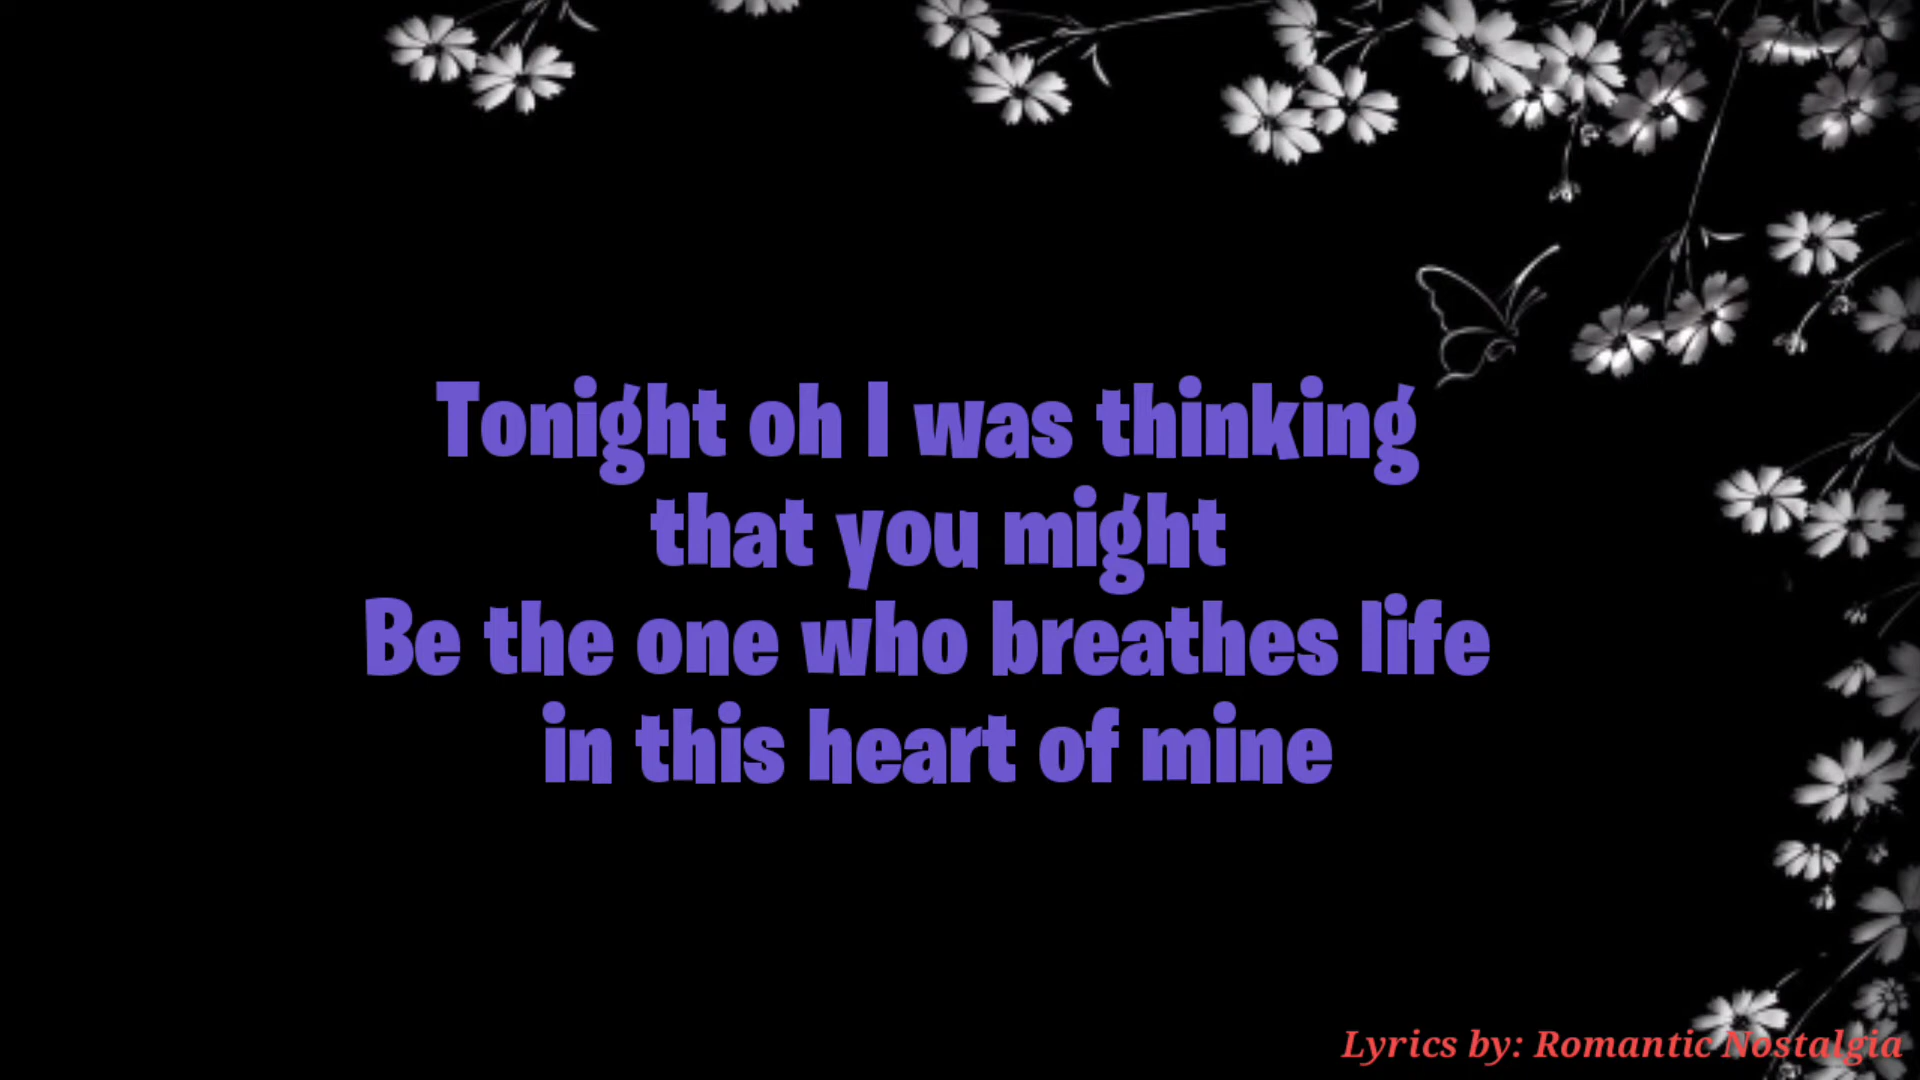 Tonight oh I was thinking
that you might
Be the one who breathes life
in this heart of mine
Lyrics by: Romantic Nostalgia